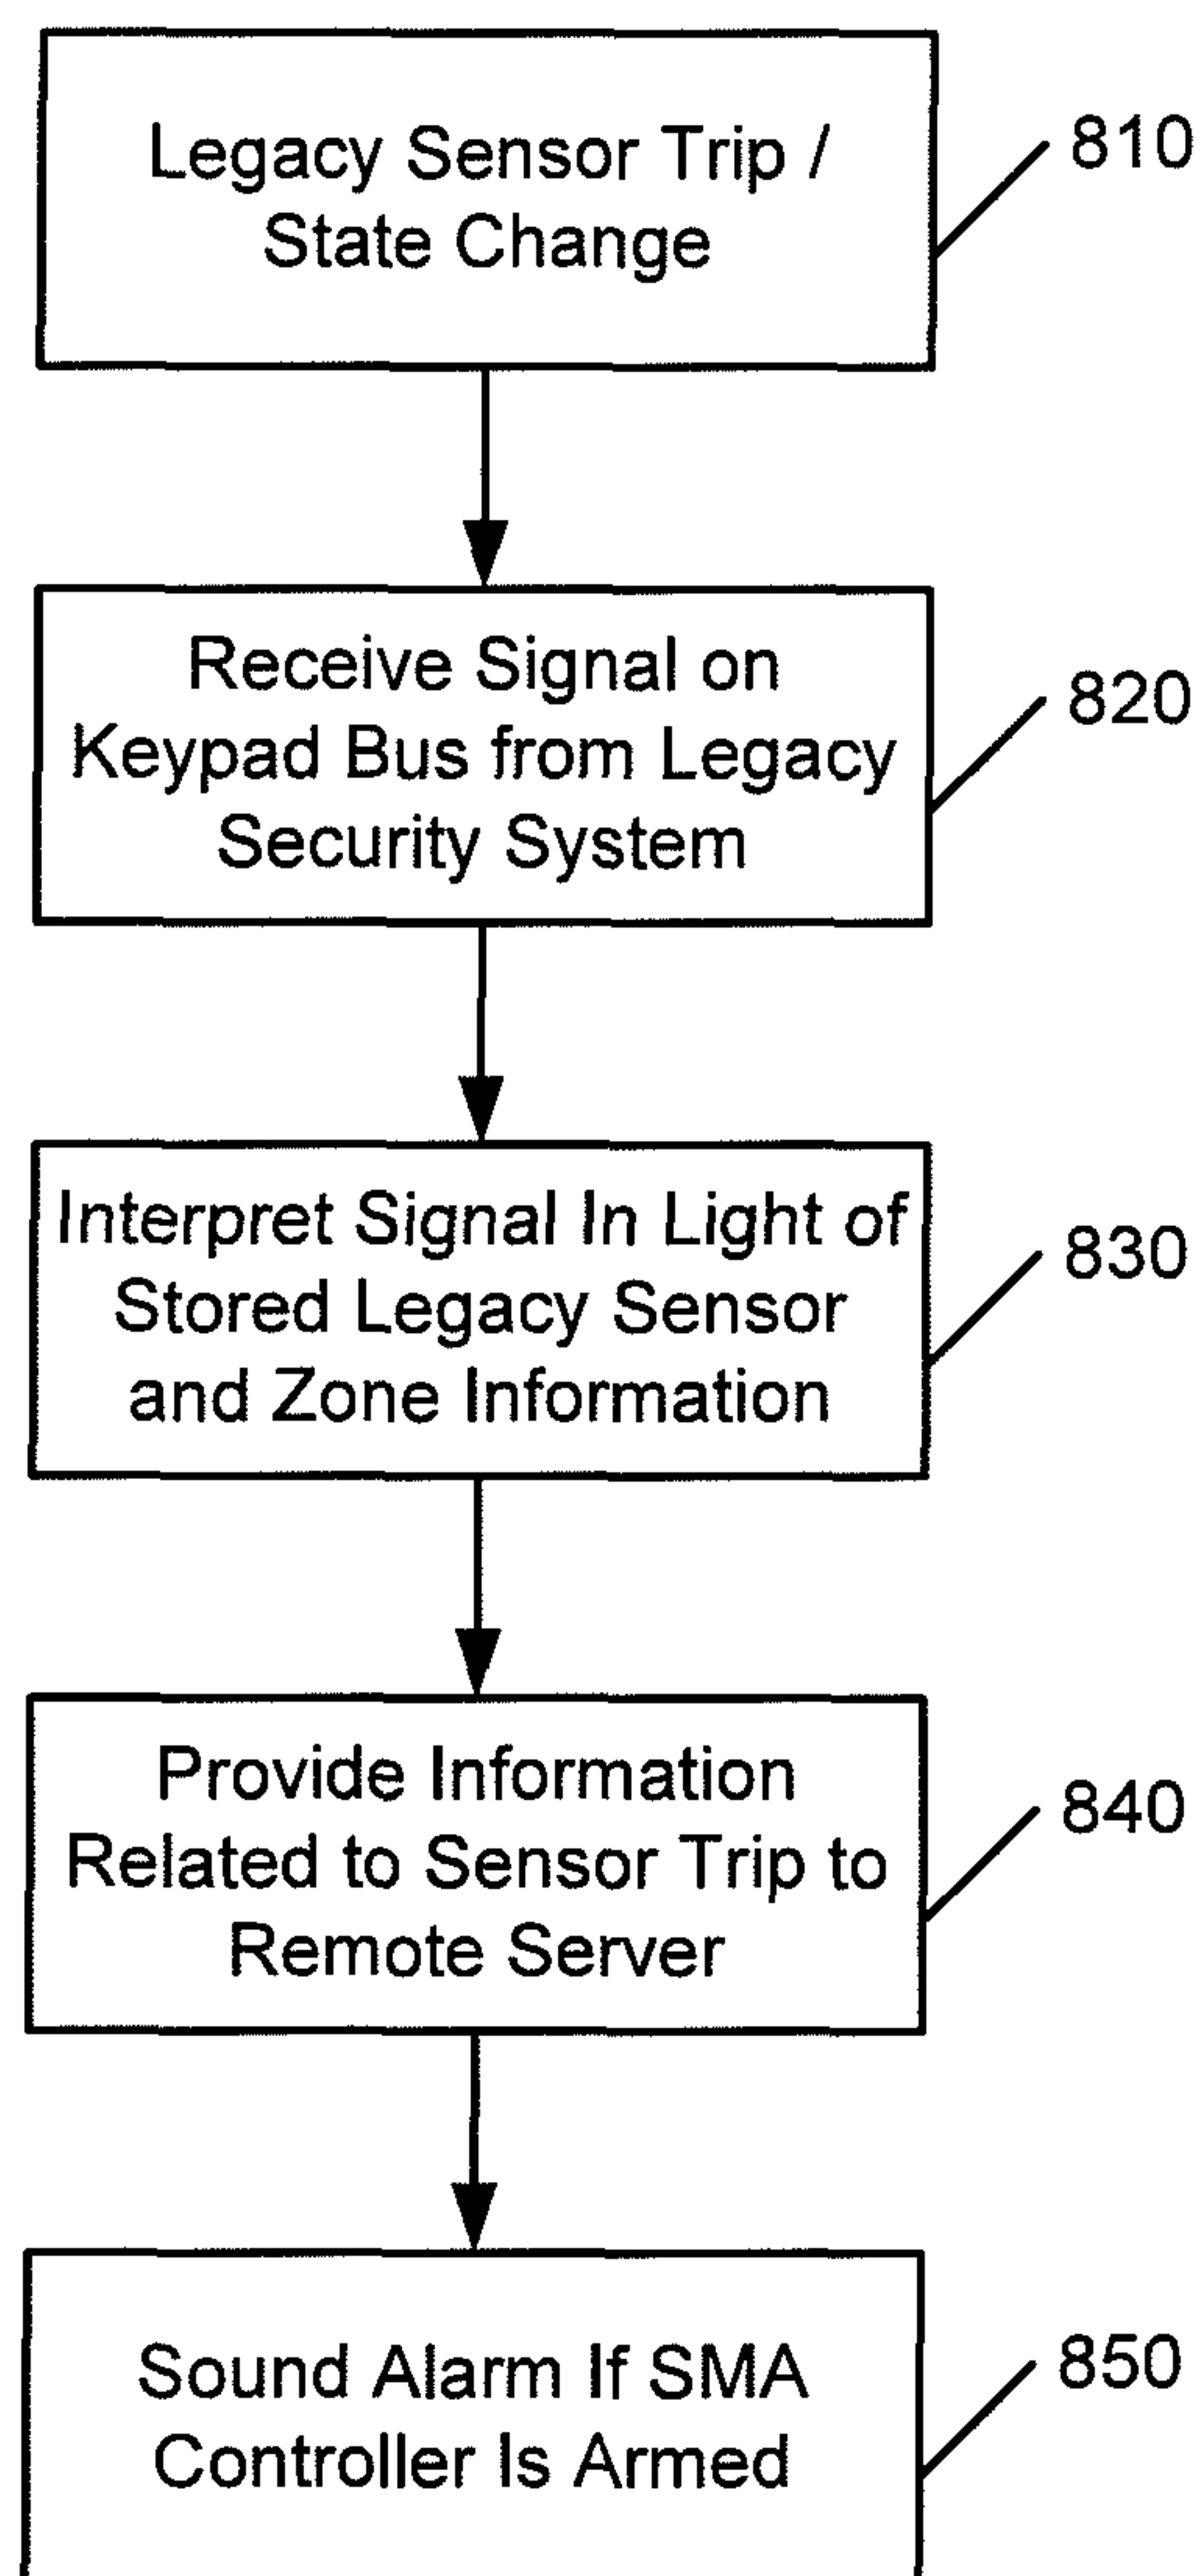 Legacy Sensor Trip /
State Change
810
Receive Signal on
Keypad Bus from Legacy
Security System
820
Interpret Signal In Light of
Stored Legacy Sensor
and Zone Information
830
Provide Information
Related to Sensor Trip to
Remote Server
840
Sound Alarm If SMA
Controller Is Armed
850